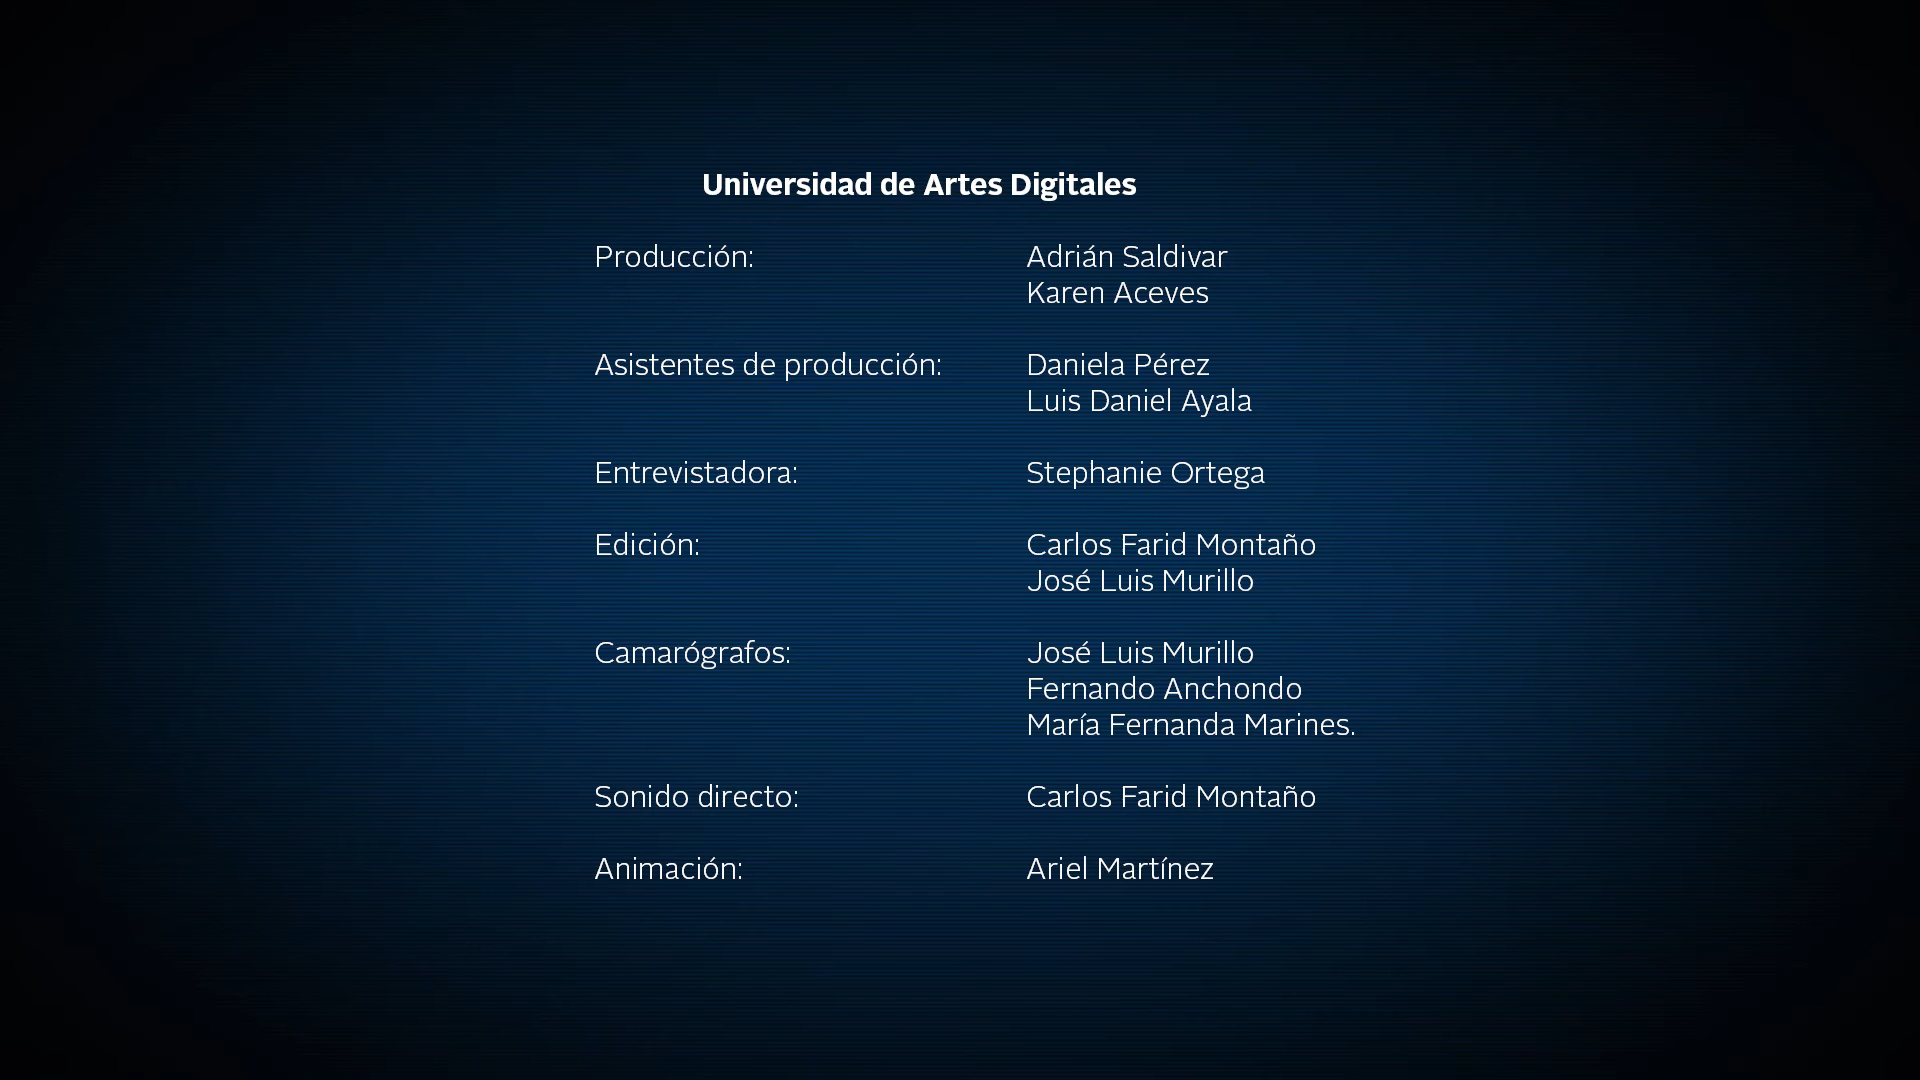 Universidad de Artes Digitales
Producción: Adrián Saldivar
Karen Aceves
Asistentes de producción: Daniela Pérez
Luis Daniel Ayala
Entrevistadora: Stephanie Ortega
Edición: Carlos Farid Montaño
José Luis Murillo
Camarógrafos: José Luis Murillo
Fernando Anchondo
María Fernanda Marines.
Sonido directo: Carlos Farid Montaño
Animación: Ariel Martínez